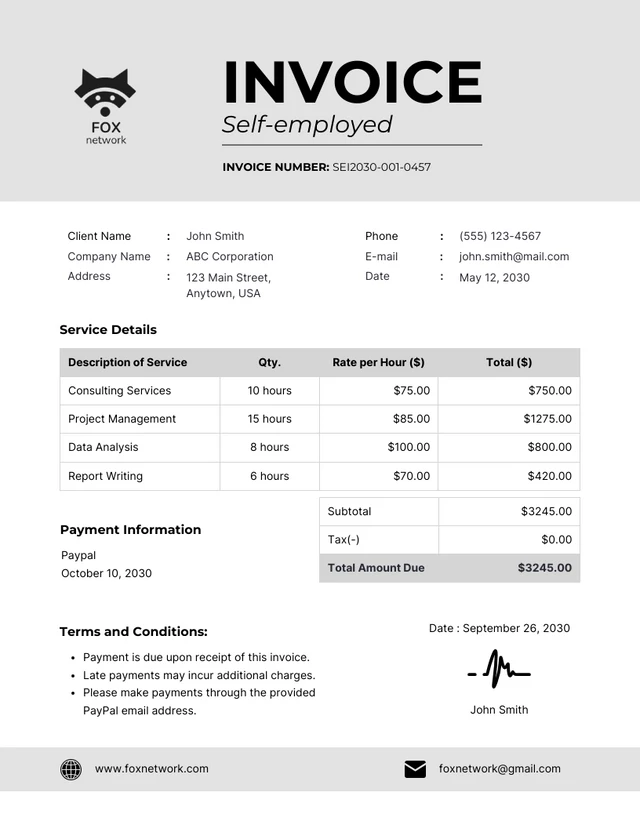 FOX
network
INVOICE
Self-employed
INVOICE NUMBER: SEI2030-001-0457
Client Name : John Smith
Company Name : ABC Corporation
Address : 123 Main Street,
Anytown, USA
Phone : (555) 123-4567
E-mail : john.smith@mail.com
Date : May 12, 2030
Service Details
Description of Service Qty. Rate per Hour ($) Total ($)
Consulting Services 10 hours $75.00 $750.00
Project Management 15 hours $85.00 $1275.00
Data Analysis 8 hours $100.00 $800.00
Report Writing 6 hours $70.00 $420.00
Subtotal $3245.00
Tax(-) $0.00
Total Amount Due $3245.00
Payment Information
Paypal
October 10, 2030
Terms and Conditions:
• Payment is due upon receipt of this invoice.
• Late payments may incur additional charges.
• Please make payments through the provided
PayPal email address.
Date : September 26, 2030
John Smith
www.foxnetwork.com
foxnetwork@gmail.com